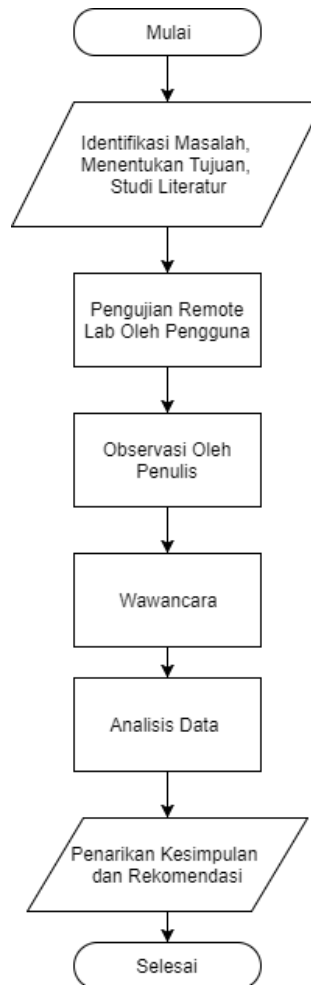 Mulai
Identifikasi Masalah,
Menentukan Tujuan,
Studi Literatur
Pengujian Remote
Lab Oleh Pengguna
Observasi Oleh
Penulis
Wawancara
Analisis Data
Penarikan Kesimpulan
dan Rekomendasi
Selesai